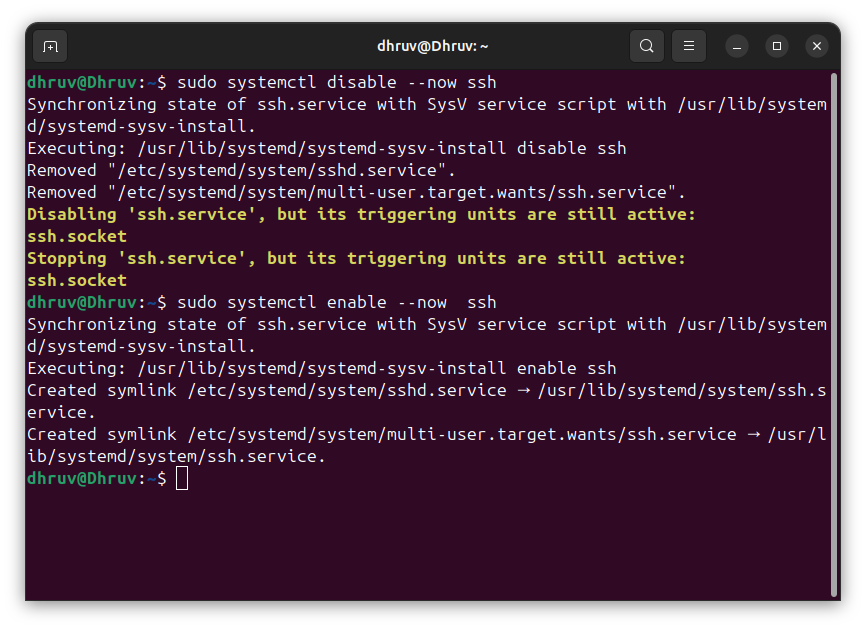 dhruv@Dhruv: ~
dhruv@Dhruv:~$ sudo systemctl disable --now ssh
Synchronizing state of ssh.service with SysV service script with /usr/lib/system
d/systemd-sysv-install.
Executing: /usr/lib/systemd/systemd-sysv-install disable ssh
Removed "/etc/systemd/system/sshd.service".
Removed "/etc/systemd/system/multi-user.target.wants/ssh.service".
Disabling 'ssh.service', but its triggering units are still active:
ssh.socket
Stopping 'ssh.service', but its triggering units are still active:
ssh.socket
dhruv@Dhruv:~$ sudo systemctl enable --now  ssh
Synchronizing state of ssh.service with SysV service script with /usr/lib/system
d/systemd-sysv-install.
Executing: /usr/lib/systemd/systemd-sysv-install enable ssh
Created symlink /etc/systemd/system/sshd.service → /usr/lib/systemd/system/ssh.s
ervice.
Created symlink /etc/systemd/system/multi-user.target.wants/ssh.service → /usr/l
ib/systemd/system/ssh.service.
dhruv@Dhruv:~$